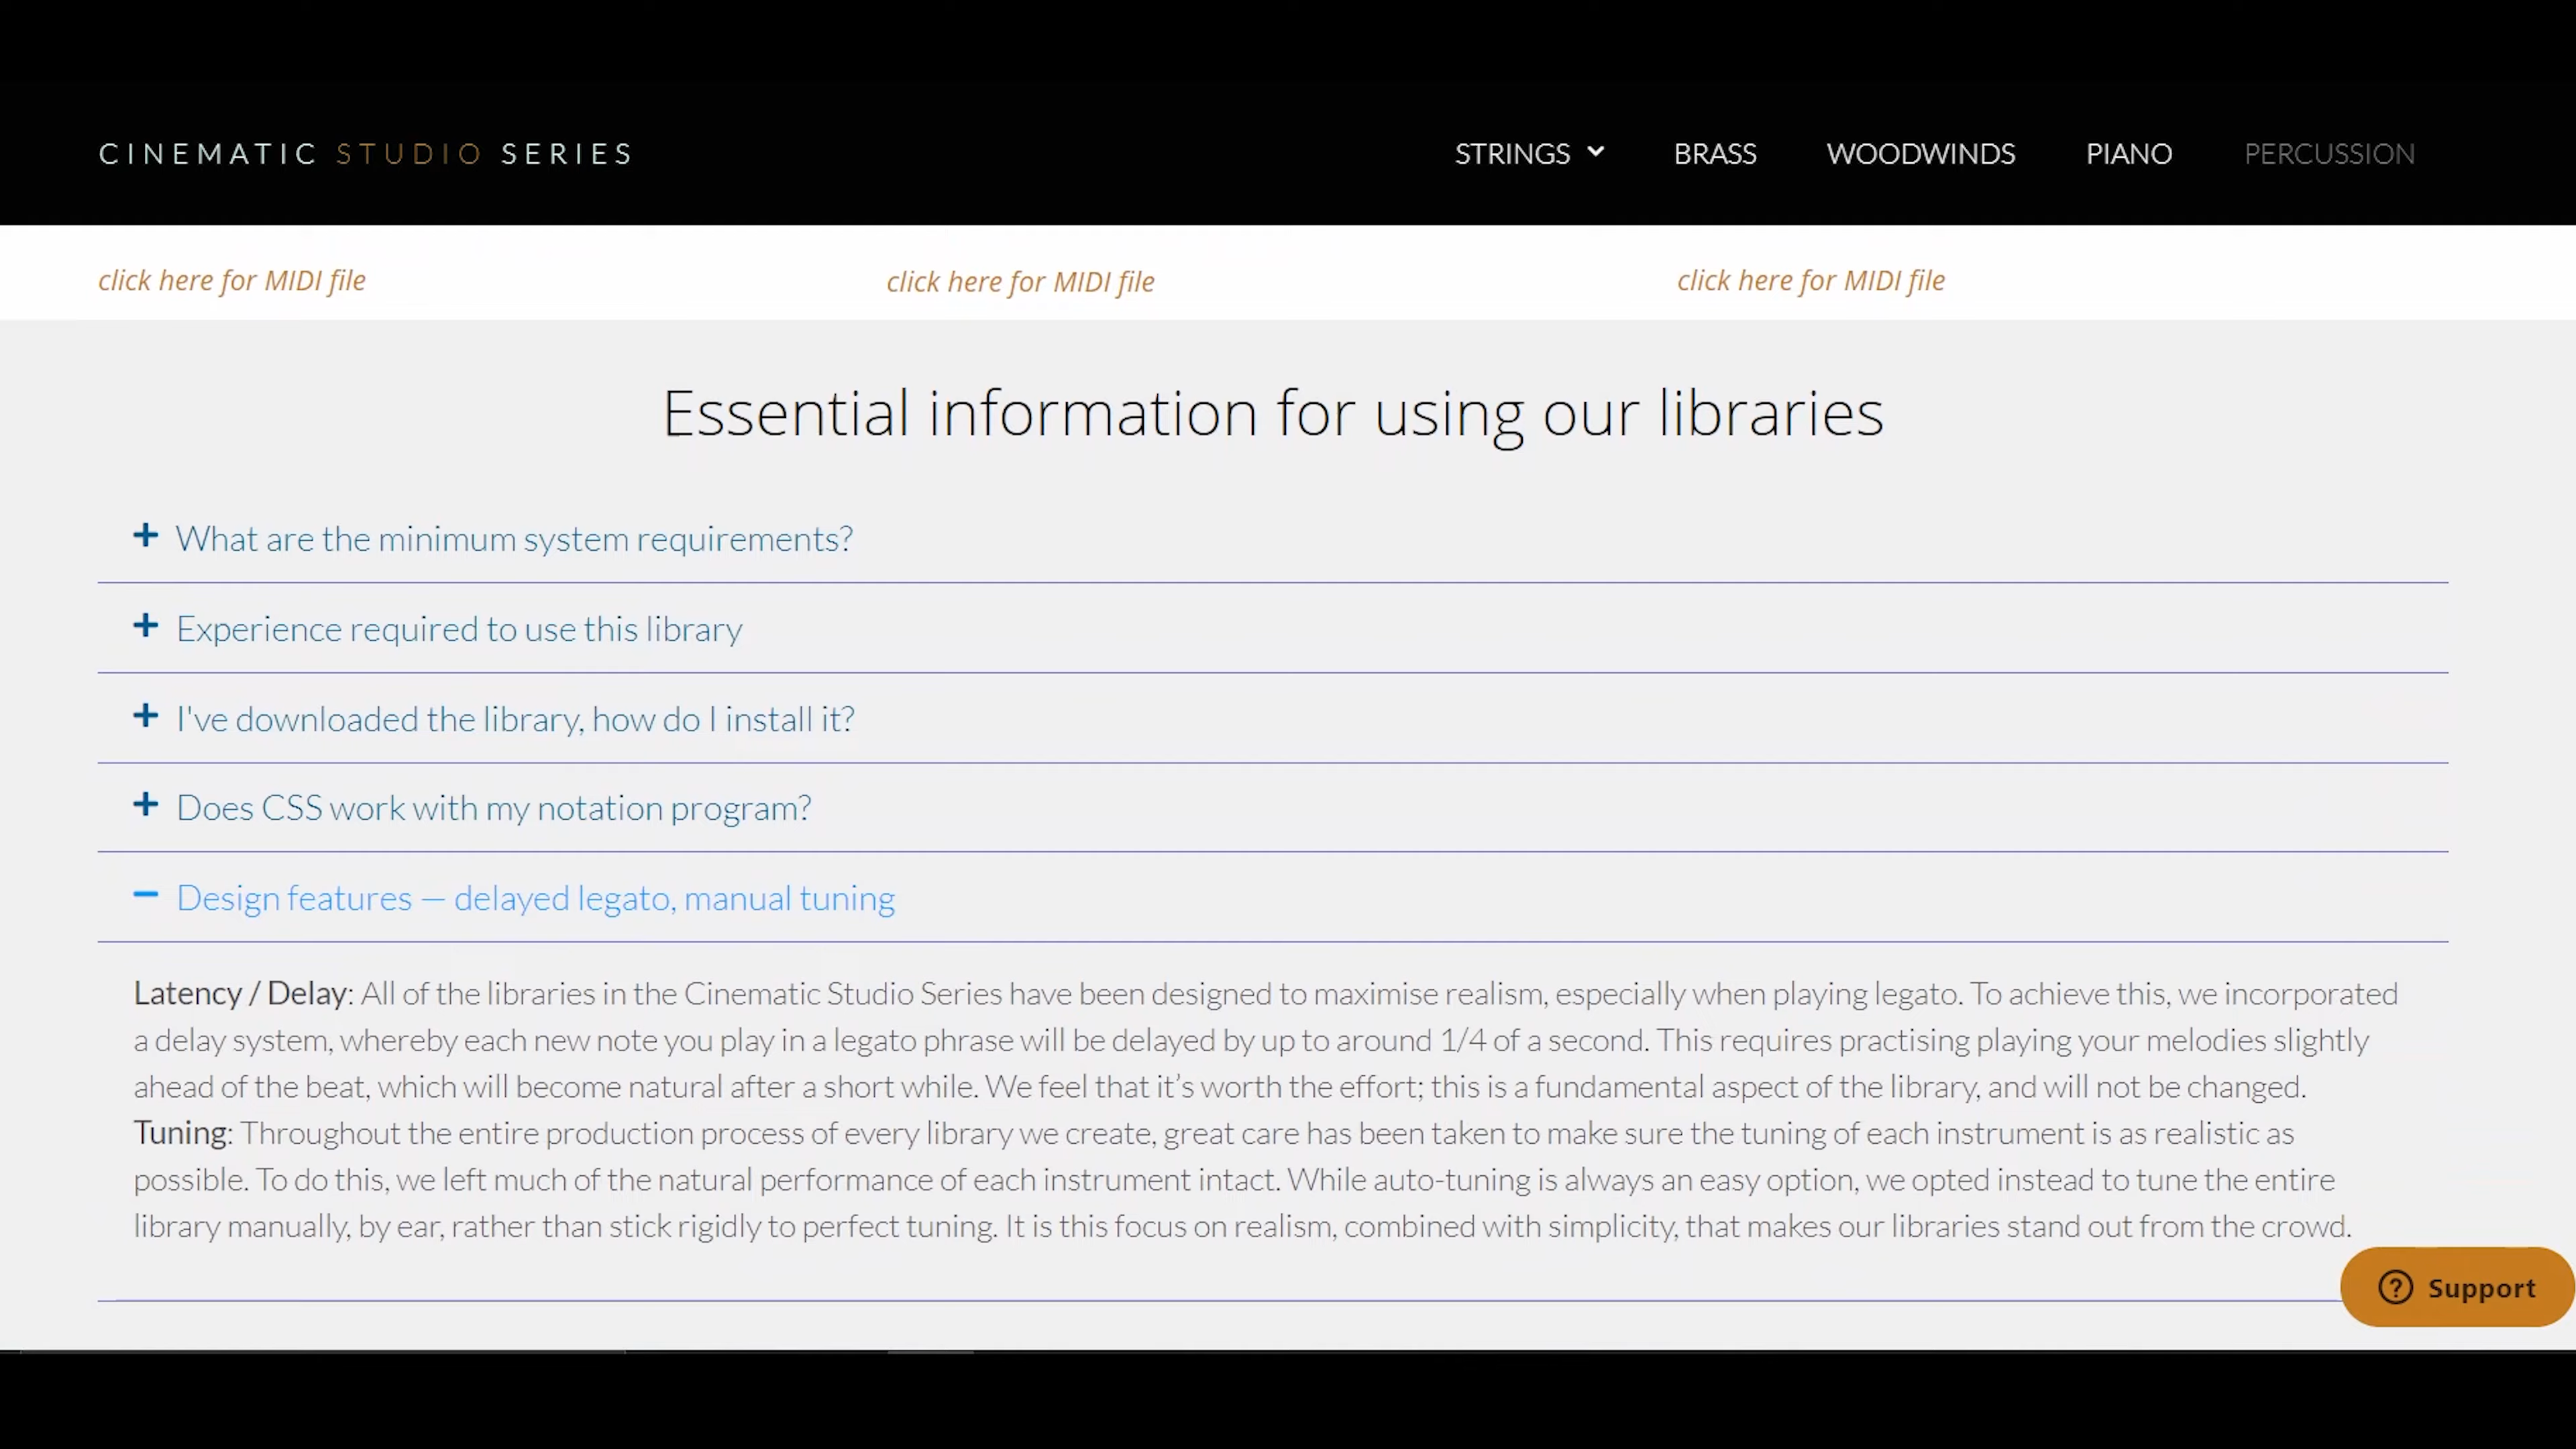 CINEMATIC STUDIO SERIES
STRINGS BRASS WOODWINDS PIANO PERCUSSION
click here for MIDI file click here for MIDI file click here for MIDI file
Essential information for using our libraries
+ What are the minimum system requirements?
+ Experience required to use this library
+ I've downloaded the library, how do I install it?
+ Does CSS work with my notation program?
− Design features — delayed legato, manual tuning
Latency / Delay: All of the libraries in the Cinematic Studio Series have been designed to maximise realism, especially when playing legato. To achieve this, we incorporated
a delay system, whereby each new note you play in a legato phrase will be delayed by up to around 1/4 of a second. This requires practising playing your melodies slightly
ahead of the beat, which will become natural after a short while. We feel that it’s worth the effort; this is a fundamental aspect of the library, and will not be changed.
Tuning: Throughout the entire production process of every library we create, great care has been taken to make sure the tuning of each instrument is as realistic as
possible. To do this, we left much of the natural performance of each instrument intact. While auto-tuning is always an easy option, we opted instead to tune the entire
library manually, by ear, rather than stick rigidly to perfect tuning. It is this focus on realism, combined with simplicity, that makes our libraries stand out from the crowd.
? Support